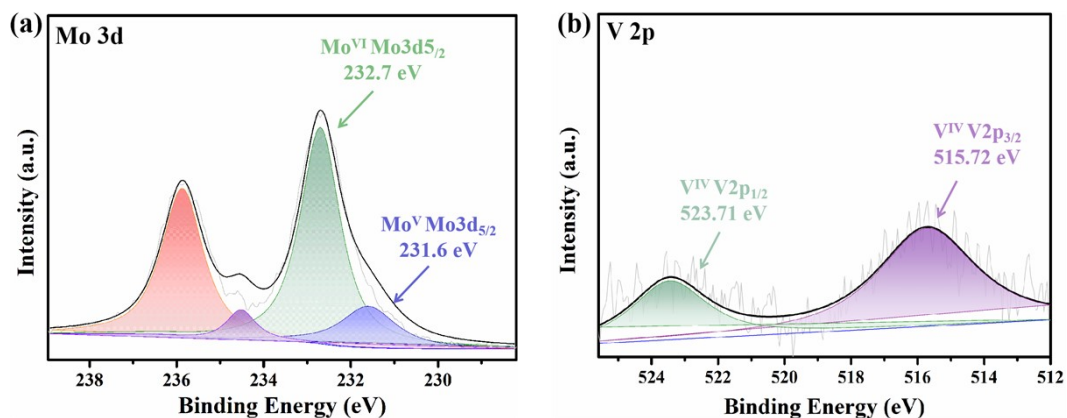 (a)
Mo 3d
Mo^VI Mo3d5/2
232.7 eV
Mo^V Mo3d5/2
231.6 eV
Intensity (a.u.)
238 236 234 232 230
Binding Energy (eV)
(b)
V 2p
V^IV V2p3/2
515.72 eV
V^IV V2p1/2
523.71 eV
Intensity (a.u.)
524 522 520 518 516 514 512
Binding Energy (eV)